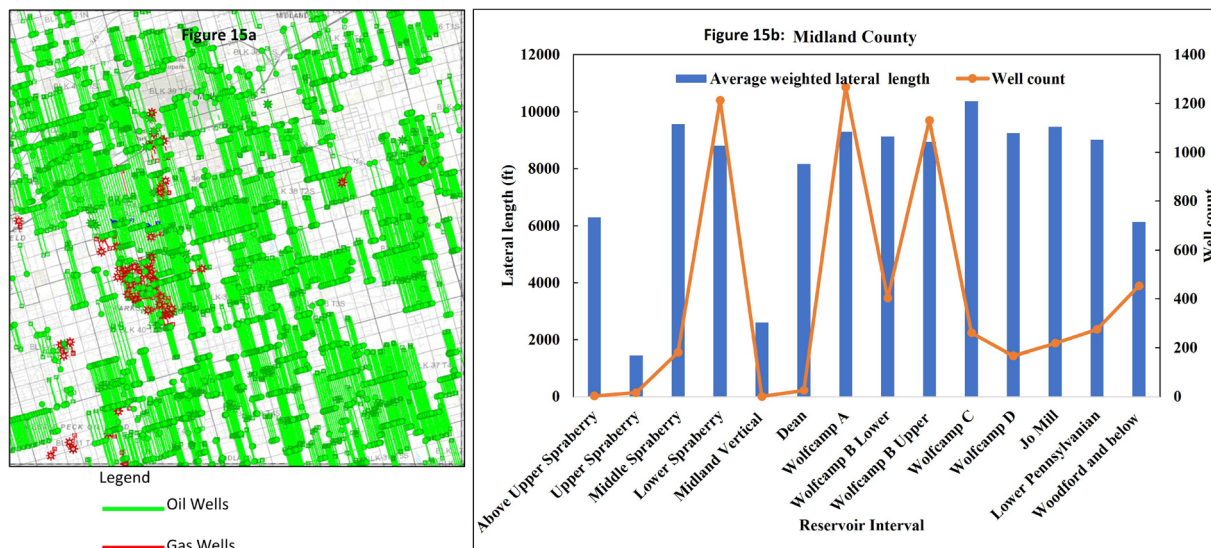 Figure 15a
MIDLAND
Legend
Oil Wells
Gas Wells
Figure 15b: Midland County
Average weighted lateral length
Well count
12000
10000
8000
6000
4000
2000
0
Lateral length (ft)
1400
1200
1000
800
600
400
200
0
Well count
Above Upper Spraberry
Upper Spraberry
Middle Spraberry
Lower Spraberry
Midland Vertical
Dean
Wolfcamp A
Wolfcamp B Lower
Wolfcamp B Upper
Wolfcamp C
Wolfcamp D
Jo Mill
Lower Pennsylvanian
Woodford and below
Reservoir Interval